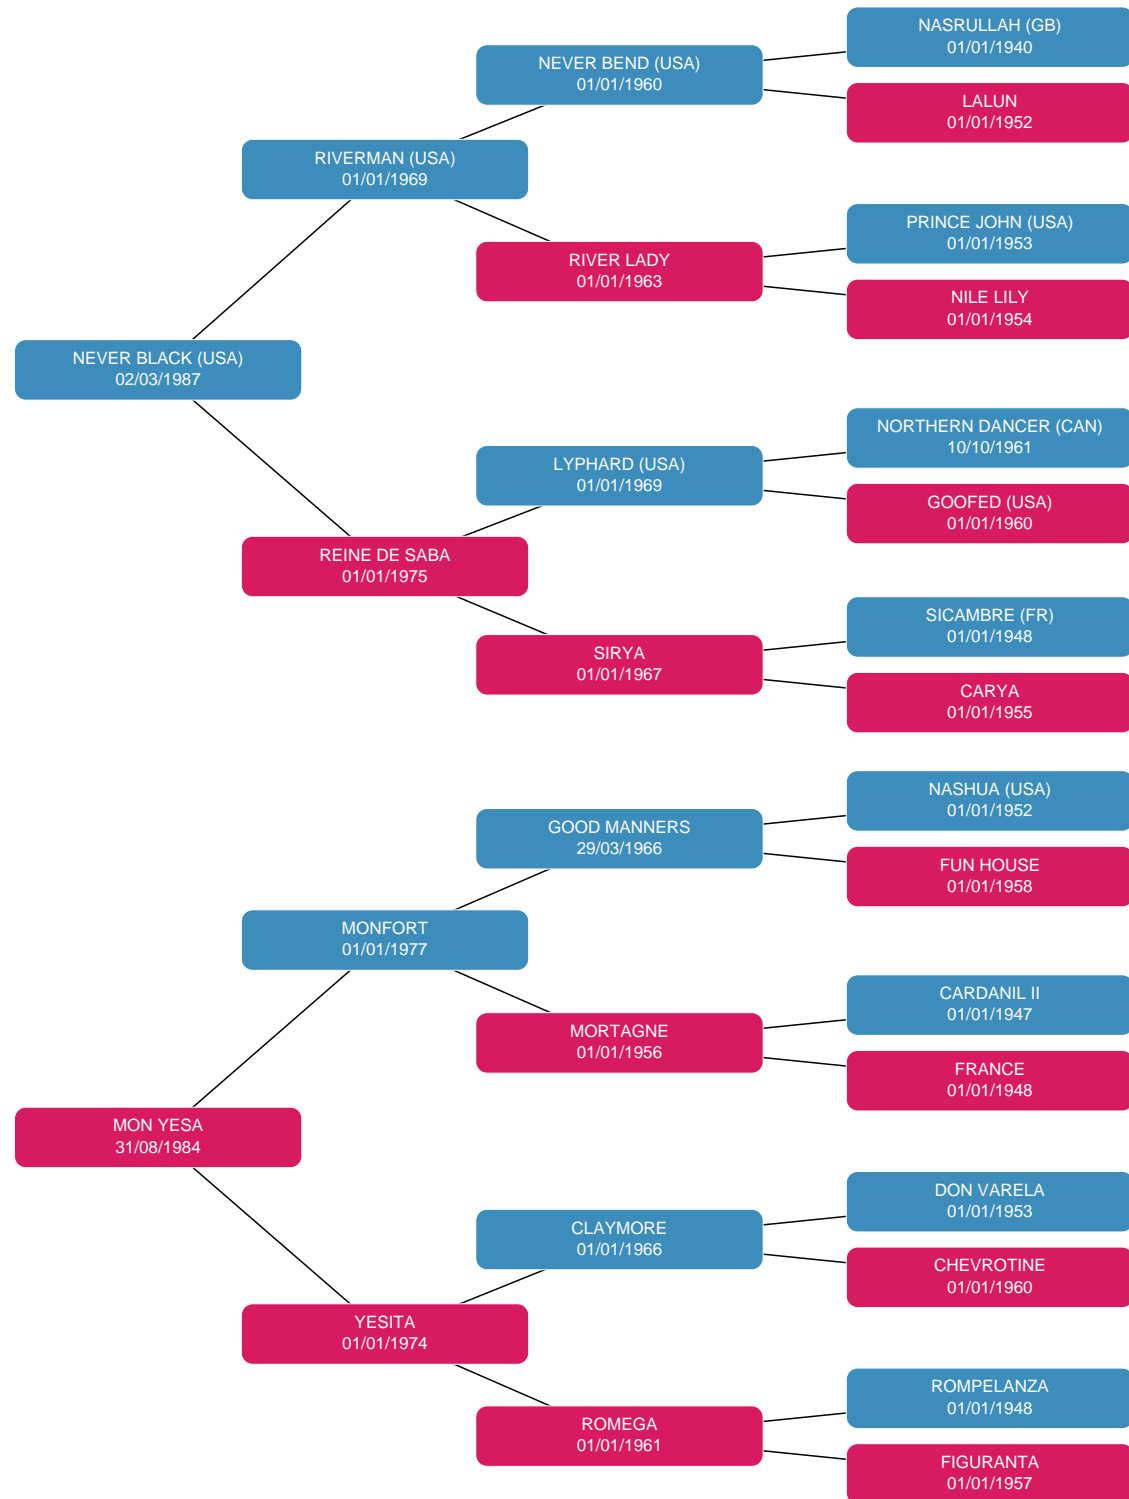 NASRULLAH (GB)
01/01/1940
NEVER BEND (USA)
01/01/1960
LALUN
01/01/1952
RIVERMAN (USA)
01/01/1969
PRINCE JOHN (USA)
01/01/1953
RIVER LADY
01/01/1963
NILE LILY
01/01/1954
NEVER BLACK (USA)
02/03/1987
NORTHERN DANCER (CAN)
10/10/1961
LYPHARD (USA)
01/01/1969
GOOFED (USA)
01/01/1960
REINE DE SABA
01/01/1975
SICAMBRE (FR)
01/01/1948
SIRYA
01/01/1967
CARYA
01/01/1955
NASHUA (USA)
01/01/1952
GOOD MANNERS
29/03/1966
FUN HOUSE
01/01/1958
MONFORT
01/01/1977
CARDANIL II
01/01/1947
MORTAGNE
01/01/1956
FRANCE
01/01/1948
MON YESA
31/08/1984
DON VARELA
01/01/1953
CLAYMORE
01/01/1966
CHEVROTINE
01/01/1960
YESITA
01/01/1974
ROMPELANZA
01/01/1948
ROMEGA
01/01/1961
FIGURANTA
01/01/1957